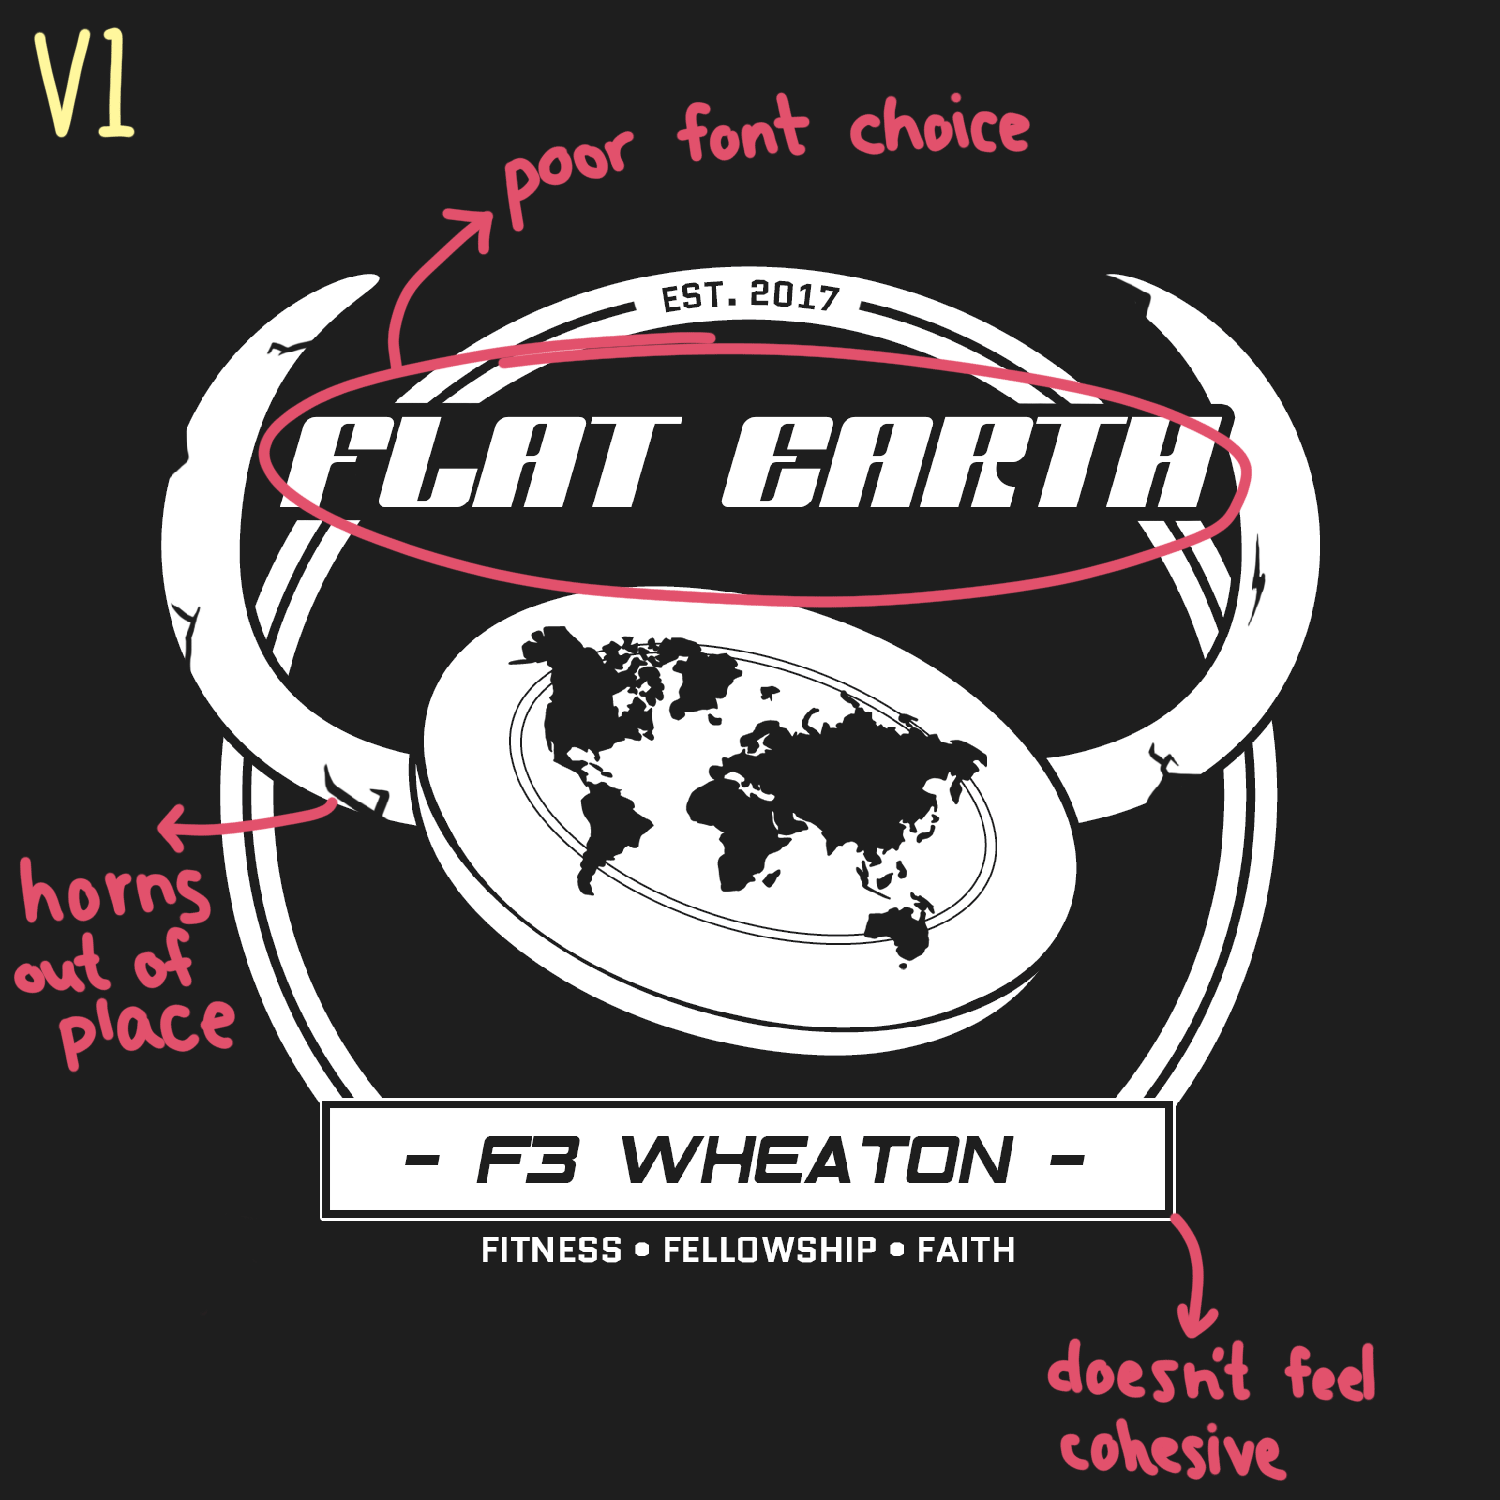 V1
poor font choice
EST. 2017
FLAT EARTH
horns
out of
place
- F3 WHEATON -
FITNESS • FELLOWSHIP • FAITH
doesn't feel
cohesive